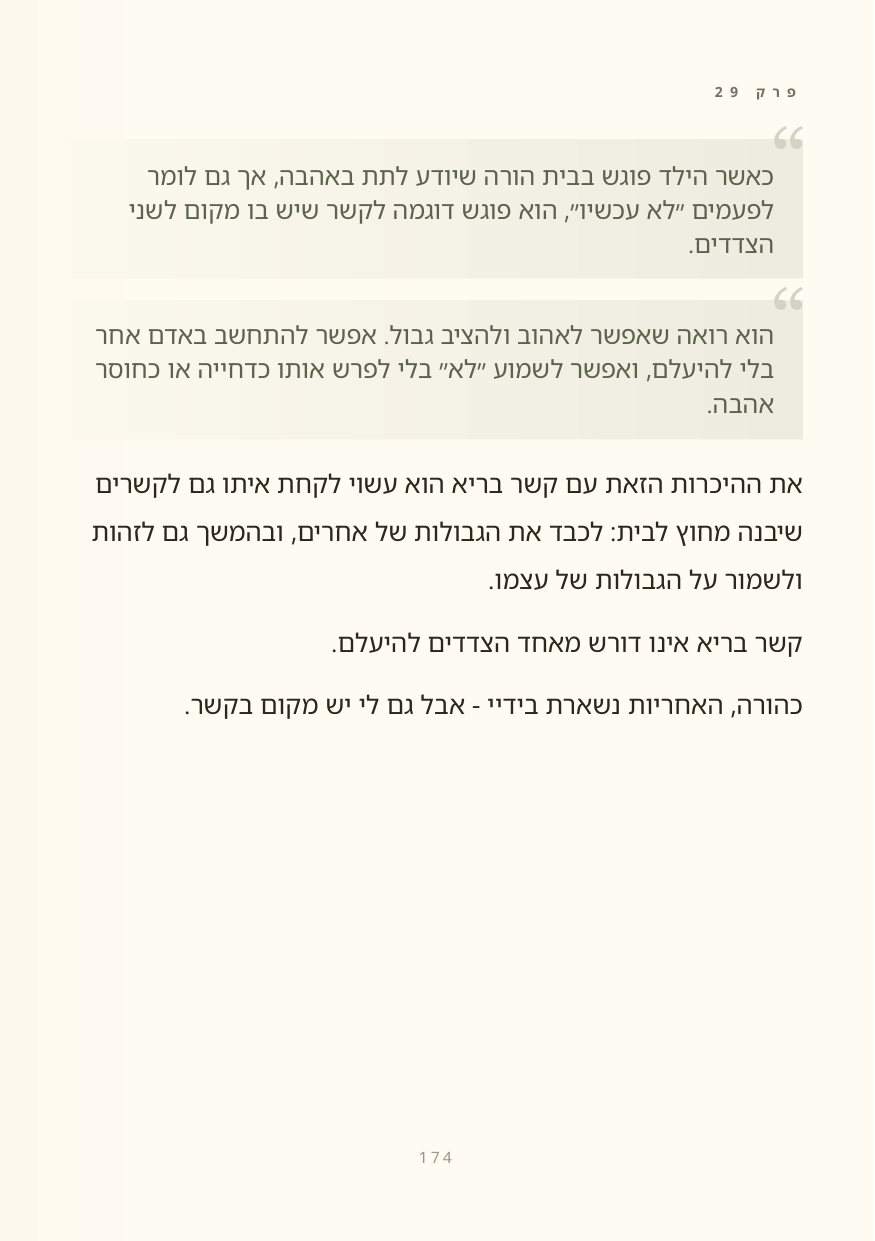 פרק 29
“
כאשר הילד פוגש בבית הורה שיודע לתת באהבה, אך גם לומר
לפעמים ״לא עכשיו״, הוא פוגש דוגמה לקשר שיש בו מקום לשני
הצדדים.
“
הוא רואה שאפשר לאהוב ולהציב גבול. אפשר להתחשב באדם אחר
בלי להיעלם, ואפשר לשמוע ״לא״ בלי לפרש אותו כדחייה או כחוסר
אהבה.
את ההיכרות הזאת עם קשר בריא הוא עשוי לקחת איתו גם לקשרים
שיבנה מחוץ לבית: לכבד את הגבולות של אחרים, ובהמשך גם לזהות
ולשמור על הגבולות של עצמו.
קשר בריא אינו דורש מאחד הצדדים להיעלם.
כהורה, האחריות נשארת בידיי - אבל גם לי יש מקום בקשר.
174